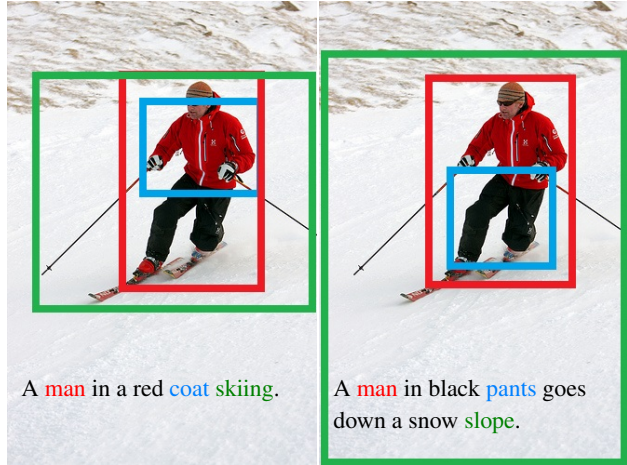 A man in a red coat skiing.
A man in black pants goes
down a snow slope.